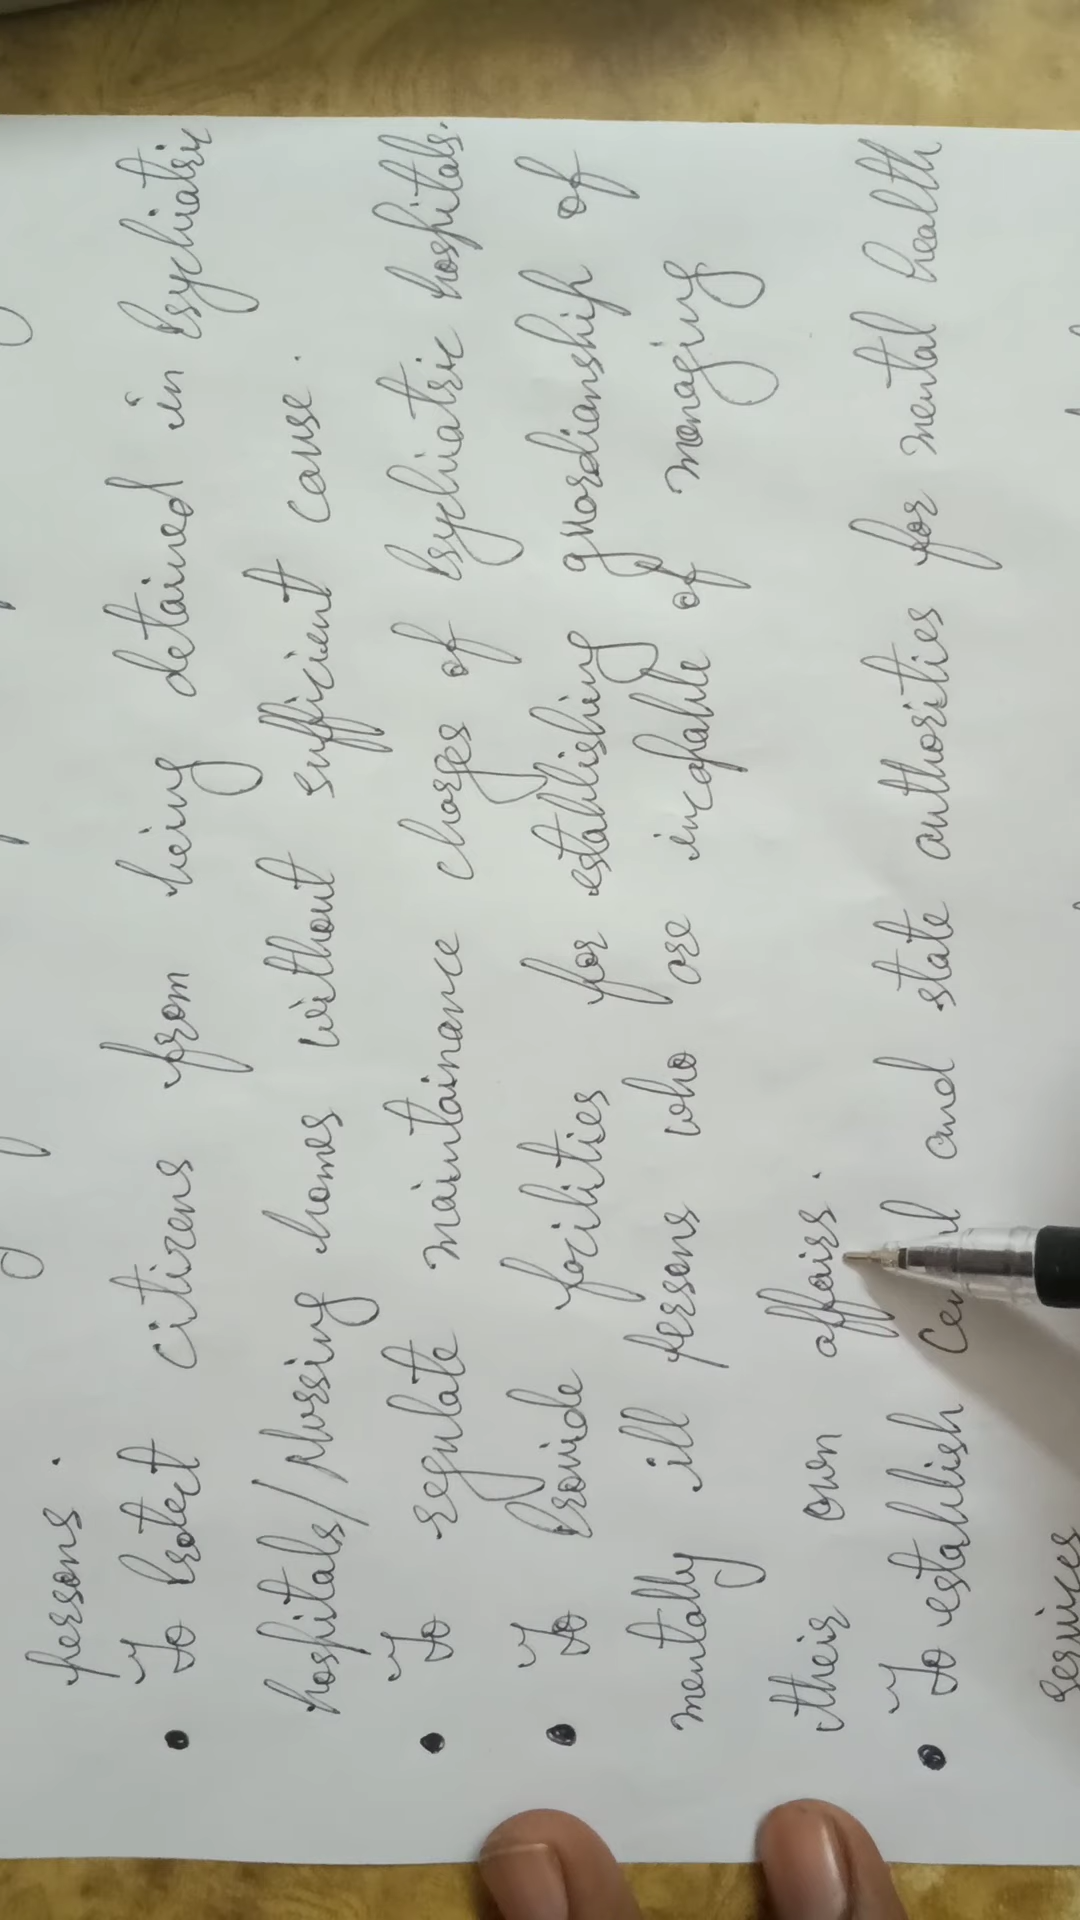 persons.
• To Protect citizens from being detained in Psychiatric
hospitals/Nursing homes without sufficient cause.
• To regulate maintainance charges of Psychiatric hospitals.
• To Provide facilities for establishing guardianship of
mentally ill persons who are incapable of managing
their own affairs.
• To establish and state authorities for mental health
services